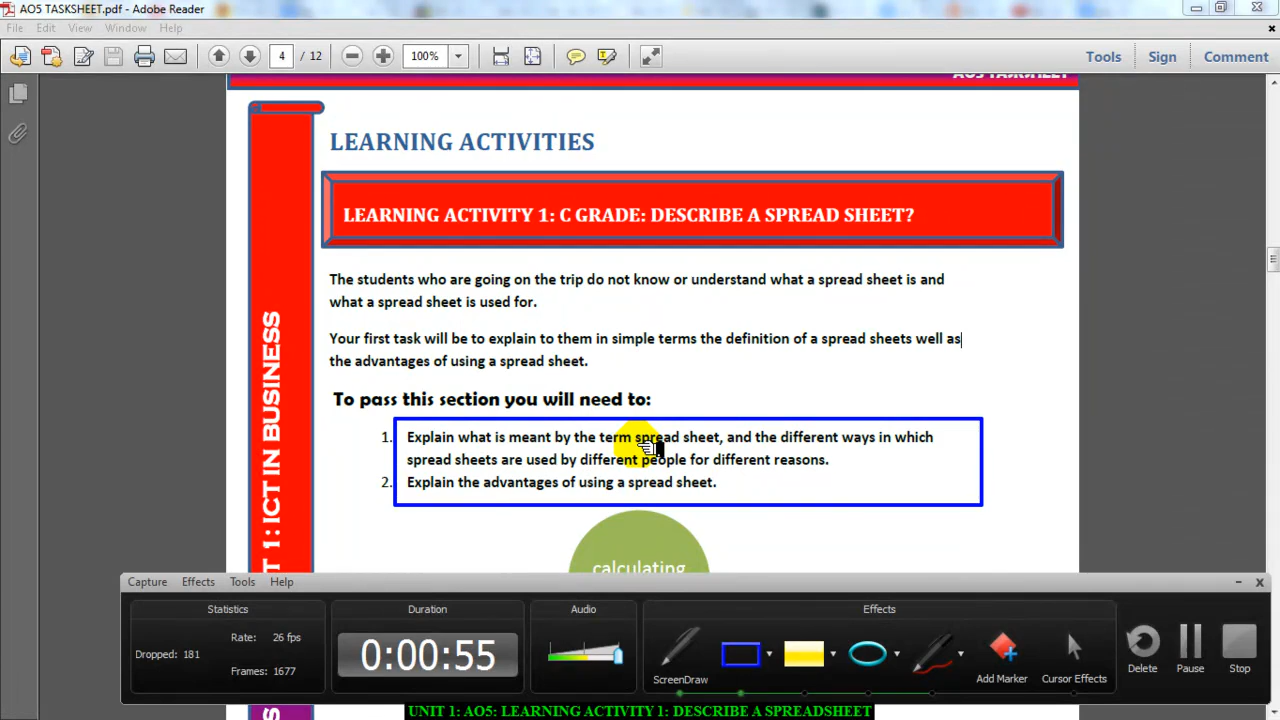 AO5 TASKSHEET.pdf - Adobe Reader
File Edit View Window Help
4 / 12 100% Tools Sign Comment
AO5 TASKSHEET
LEARNING ACTIVITIES
LEARNING ACTIVITY 1: C GRADE: DESCRIBE A SPREAD SHEET?
The students who are going on the trip do not know or understand what a spread sheet is and
what a spread sheet is used for.
Your first task will be to explain to them in simple terms the definition of a spread sheets well as
the advantages of using a spread sheet.
To pass this section you will need to:
1. Explain what is meant by the term spread sheet, and the different ways in which
spread sheets are used by different people for different reasons.
2. Explain the advantages of using a spread sheet.
calculating
T 1: ICT IN BUSINESS
Capture Effects Tools Help
Statistics Duration Audio Effects
Rate: 26 fps
Dropped: 181
Frames: 1677
0:00:55
ScreenDraw Add Marker Cursor Effects Delete Pause Stop
UNIT 1: AO5: LEARNING ACTIVITY 1: DESCRIBE A SPREADSHEET